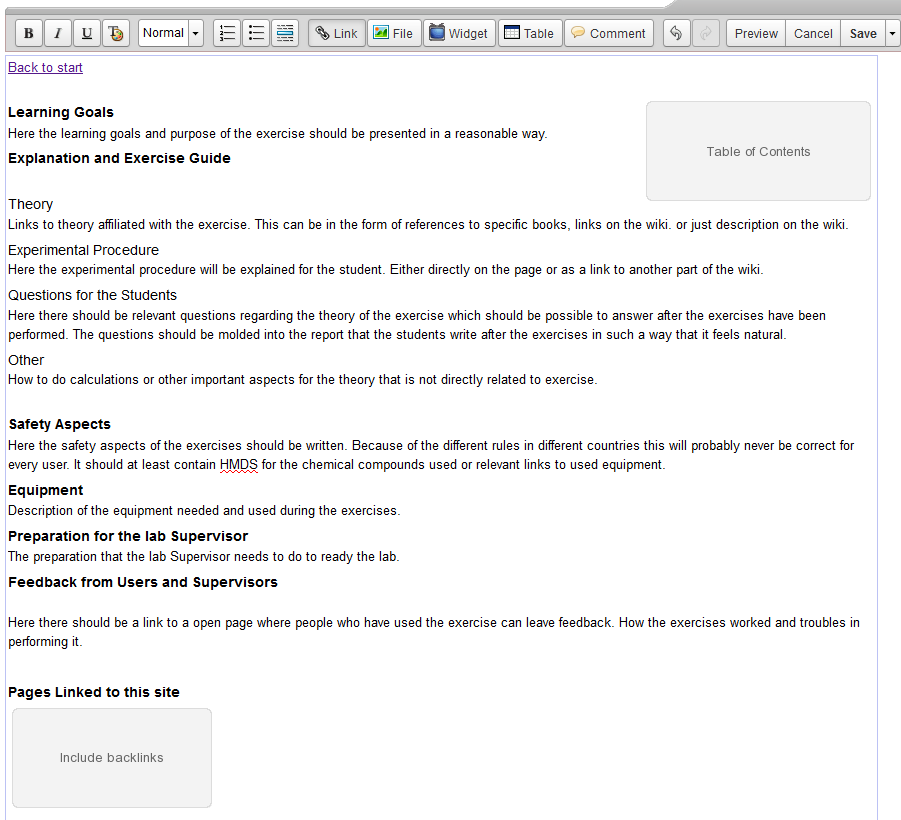 B I U T Normal Link File Widget Table Comment Preview Cancel Save
Back to start
Learning Goals
Here the learning goals and purpose of the exercise should be presented in a reasonable way.
Table of Contents
Explanation and Exercise Guide
Theory
Links to theory affiliated with the exercise. This can be in the form of references to specific books, links on the wiki. or just description on the wiki.
Experimental Procedure
Here the experimental procedure will be explained for the student. Either directly on the page or as a link to another part of the wiki.
Questions for the Students
Here there should be relevant questions regarding the theory of the exercise which should be possible to answer after the exercises have been
performed. The questions should be molded into the report that the students write after the exercises in such a way that it feels natural.
Other
How to do calculations or other important aspects for the theory that is not directly related to exercise.
Safety Aspects
Here the safety aspects of the exercises should be written. Because of the different rules in different countries this will probably never be correct for
every user. It should at least contain HMDS for the chemical compounds used or relevant links to used equipment.
Equipment
Description of the equipment needed and used during the exercises.
Preparation for the lab Supervisor
The preparation that the lab Supervisor needs to do to ready the lab.
Feedback from Users and Supervisors
Here there should be a link to a open page where people who have used the exercise can leave feedback. How the exercises worked and troubles in
performing it.
Pages Linked to this site
Include backlinks